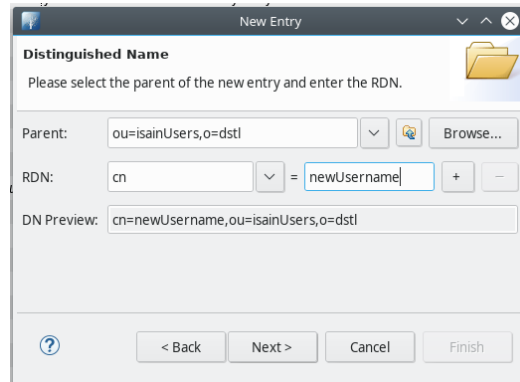 New Entry
Distinguished Name
Please select the parent of the new entry and enter the RDN.
Parent: ou=isainUsers,o=dstl Browse...
RDN: cn = newUsername + −
DN Preview: cn=newUsername,ou=isainUsers,o=dstl
? < Back Next > Cancel Finish